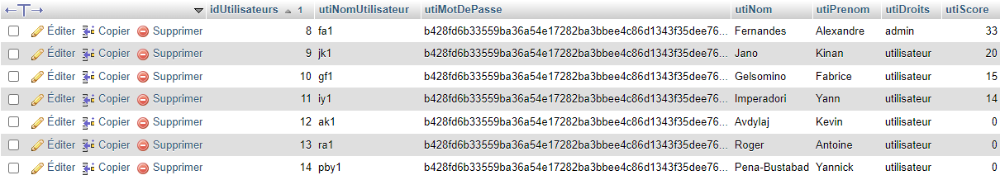 idUtilisateurs 1 utiNomUtilisateur utiMotDePasse utiNom utiPrenom utiDroits utiScore
Éditer Copier Supprimer 8 fa1 b428fd6b33559ba36a54e17282ba3bbee4c86d1343f35dee76... Fernandes Alexandre admin 33
Éditer Copier Supprimer 9 jk1 b428fd6b33559ba36a54e17282ba3bbee4c86d1343f35dee76... Jano Kinan utilisateur 20
Éditer Copier Supprimer 10 gf1 b428fd6b33559ba36a54e17282ba3bbee4c86d1343f35dee76... Gelsomino Fabrice utilisateur 15
Éditer Copier Supprimer 11 iy1 b428fd6b33559ba36a54e17282ba3bbee4c86d1343f35dee76... Imperadori Yann utilisateur 14
Éditer Copier Supprimer 12 ak1 b428fd6b33559ba36a54e17282ba3bbee4c86d1343f35dee76... Avdylaj Kevin utilisateur 0
Éditer Copier Supprimer 13 ra1 b428fd6b33559ba36a54e17282ba3bbee4c86d1343f35dee76... Roger Antoine utilisateur 0
Éditer Copier Supprimer 14 pby1 b428fd6b33559ba36a54e17282ba3bbee4c86d1343f35dee76... Pena-Bustabad Yannick utilisateur 0